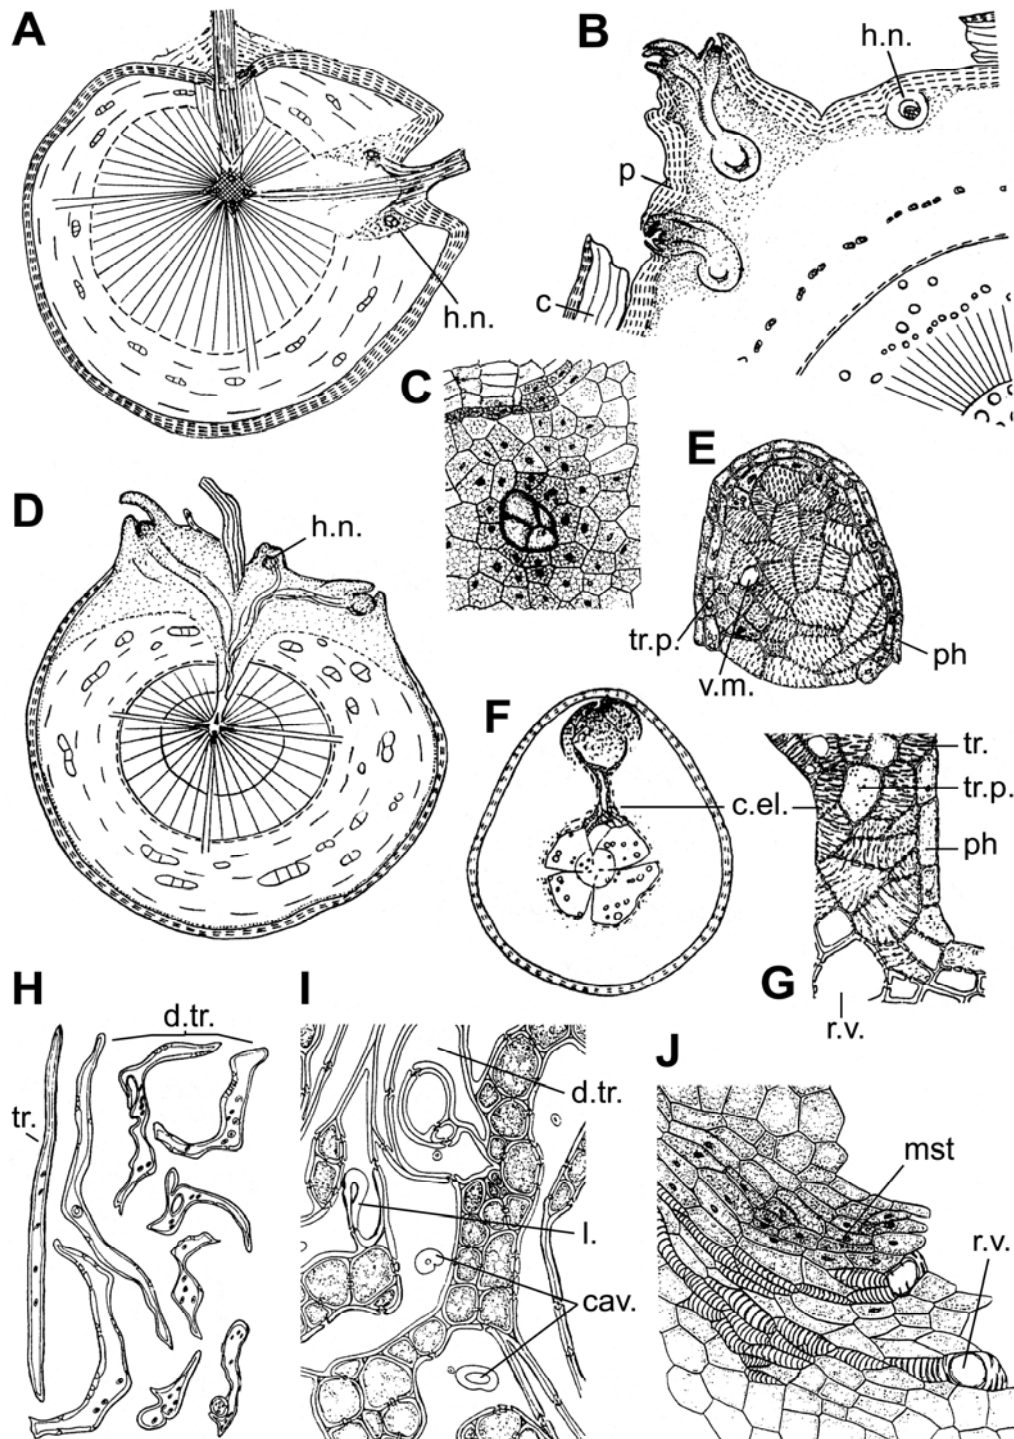 A
B
h.n.
p
h.n.
c
C
E
D
h.n.
tr.p.
ph
v.m.
F
tr.
c.el.
tr.p.
ph
G
H
I
r.v.
d.tr.
J
tr.
d.tr.
mst
l.
r.v.
cav.